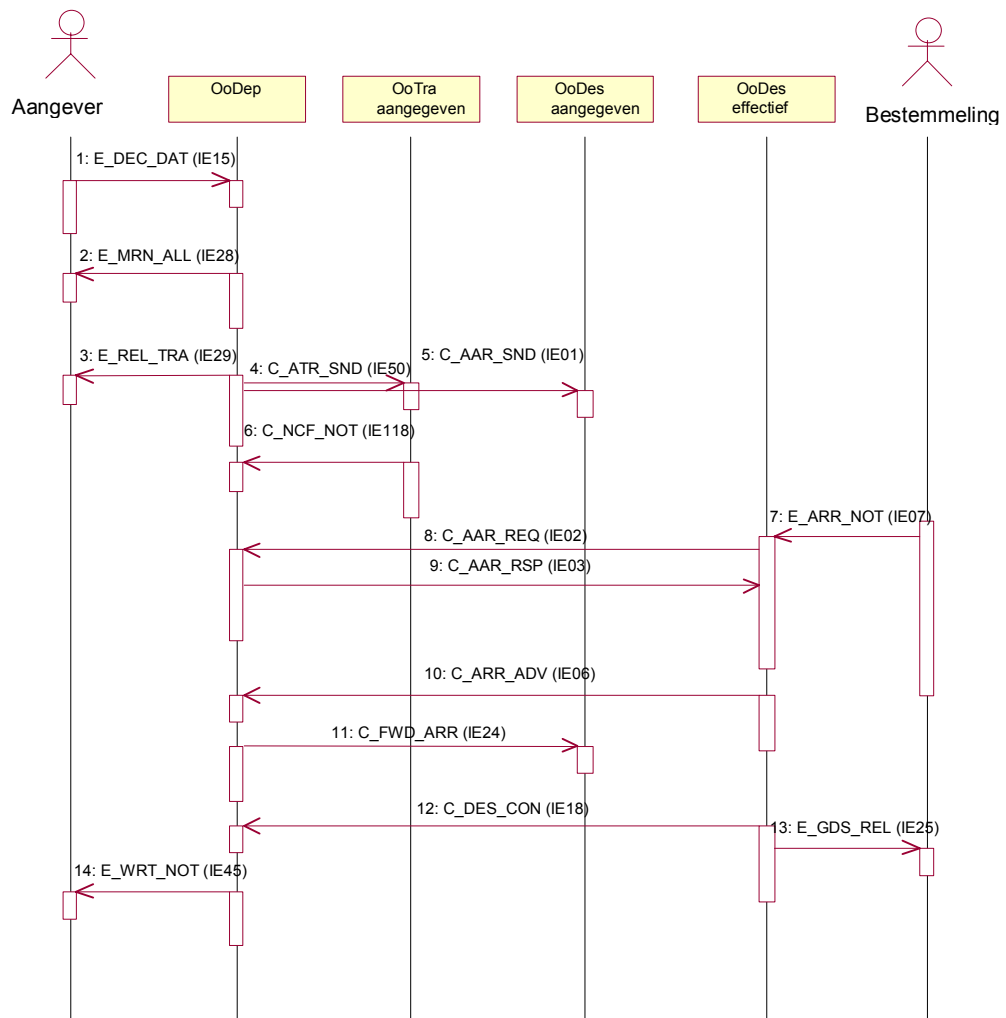 Aangever
OoDep
OoTra
aangegeven
OoDes
aangegeven
OoDes
effectief
Bestemmeling
1: E_DEC_DAT (IE15)
2: E_MRN_ALL (IE28)
3: E_REL_TRA (IE29)
4: C_ATR_SND (IE50)
5: C_AAR_SND (IE01)
6: C_NCF_NOT (IE118)
7: E_ARR_NOT (IE07)
8: C_AAR_REQ (IE02)
9: C_AAR_RSP (IE03)
10: C_ARR_ADV (IE06)
11: C_FWD_ARR (IE24)
12: C_DES_CON (IE18)
13: E_GDS_REL (IE25)
14: E_WRT_NOT (IE45)